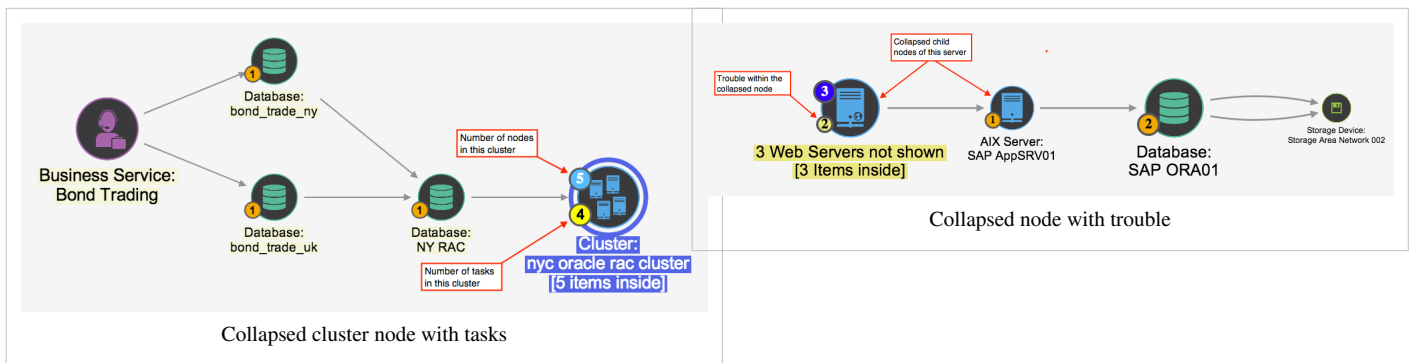 1
Database:
bond_trade_ny
Business Service:
Bond Trading
Number of nodes
in this cluster
1
Database:
bond_trade_uk
1
Database:
NY RAC
5
4
Number of tasks
in this cluster
Cluster:
nyc oracle rac cluster
[5 items inside]
Collapsed cluster node with tasks
Collapsed child
nodes of this server
Trouble within the
collapsed node
3
2
3 Web Servers not shown
[3 Items inside]
1
AIX Server:
SAP AppSRV01
2
Database:
SAP ORA01
Storage Device:
Storage Area Network 002
Collapsed node with trouble